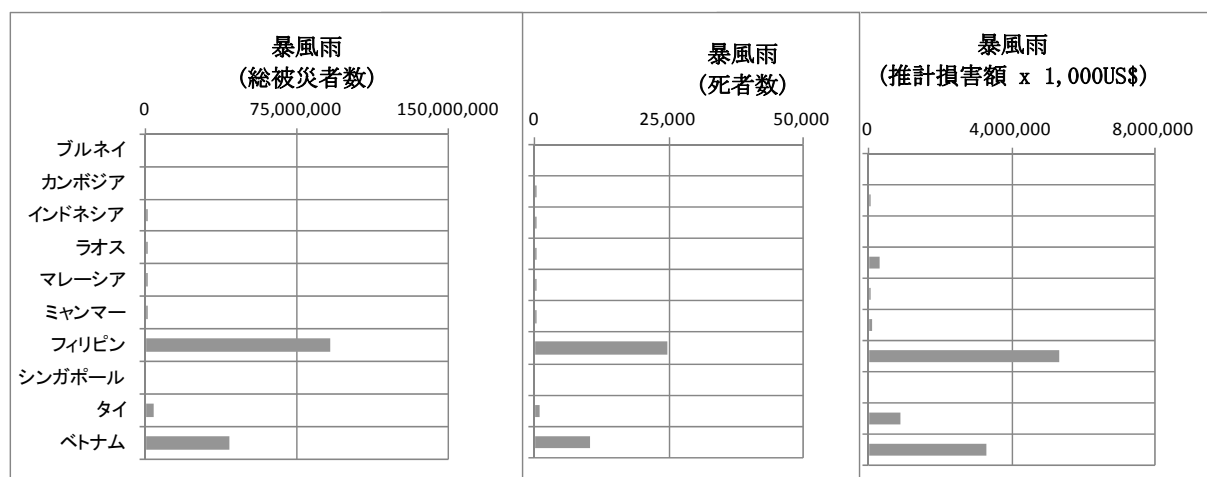 暴風雨
(総被災者数)
0 75,000,000 150,000,000
ブルネイ
カンボジア
インドネシア
ラオス
マレーシア
ミャンマー
フィリピン
シンガポール
タイ
ベトナム
暴風雨
(死者数)
0 25,000 50,000
暴風雨
(推計損害額 x 1,000US$)
0 4,000,000 8,000,000